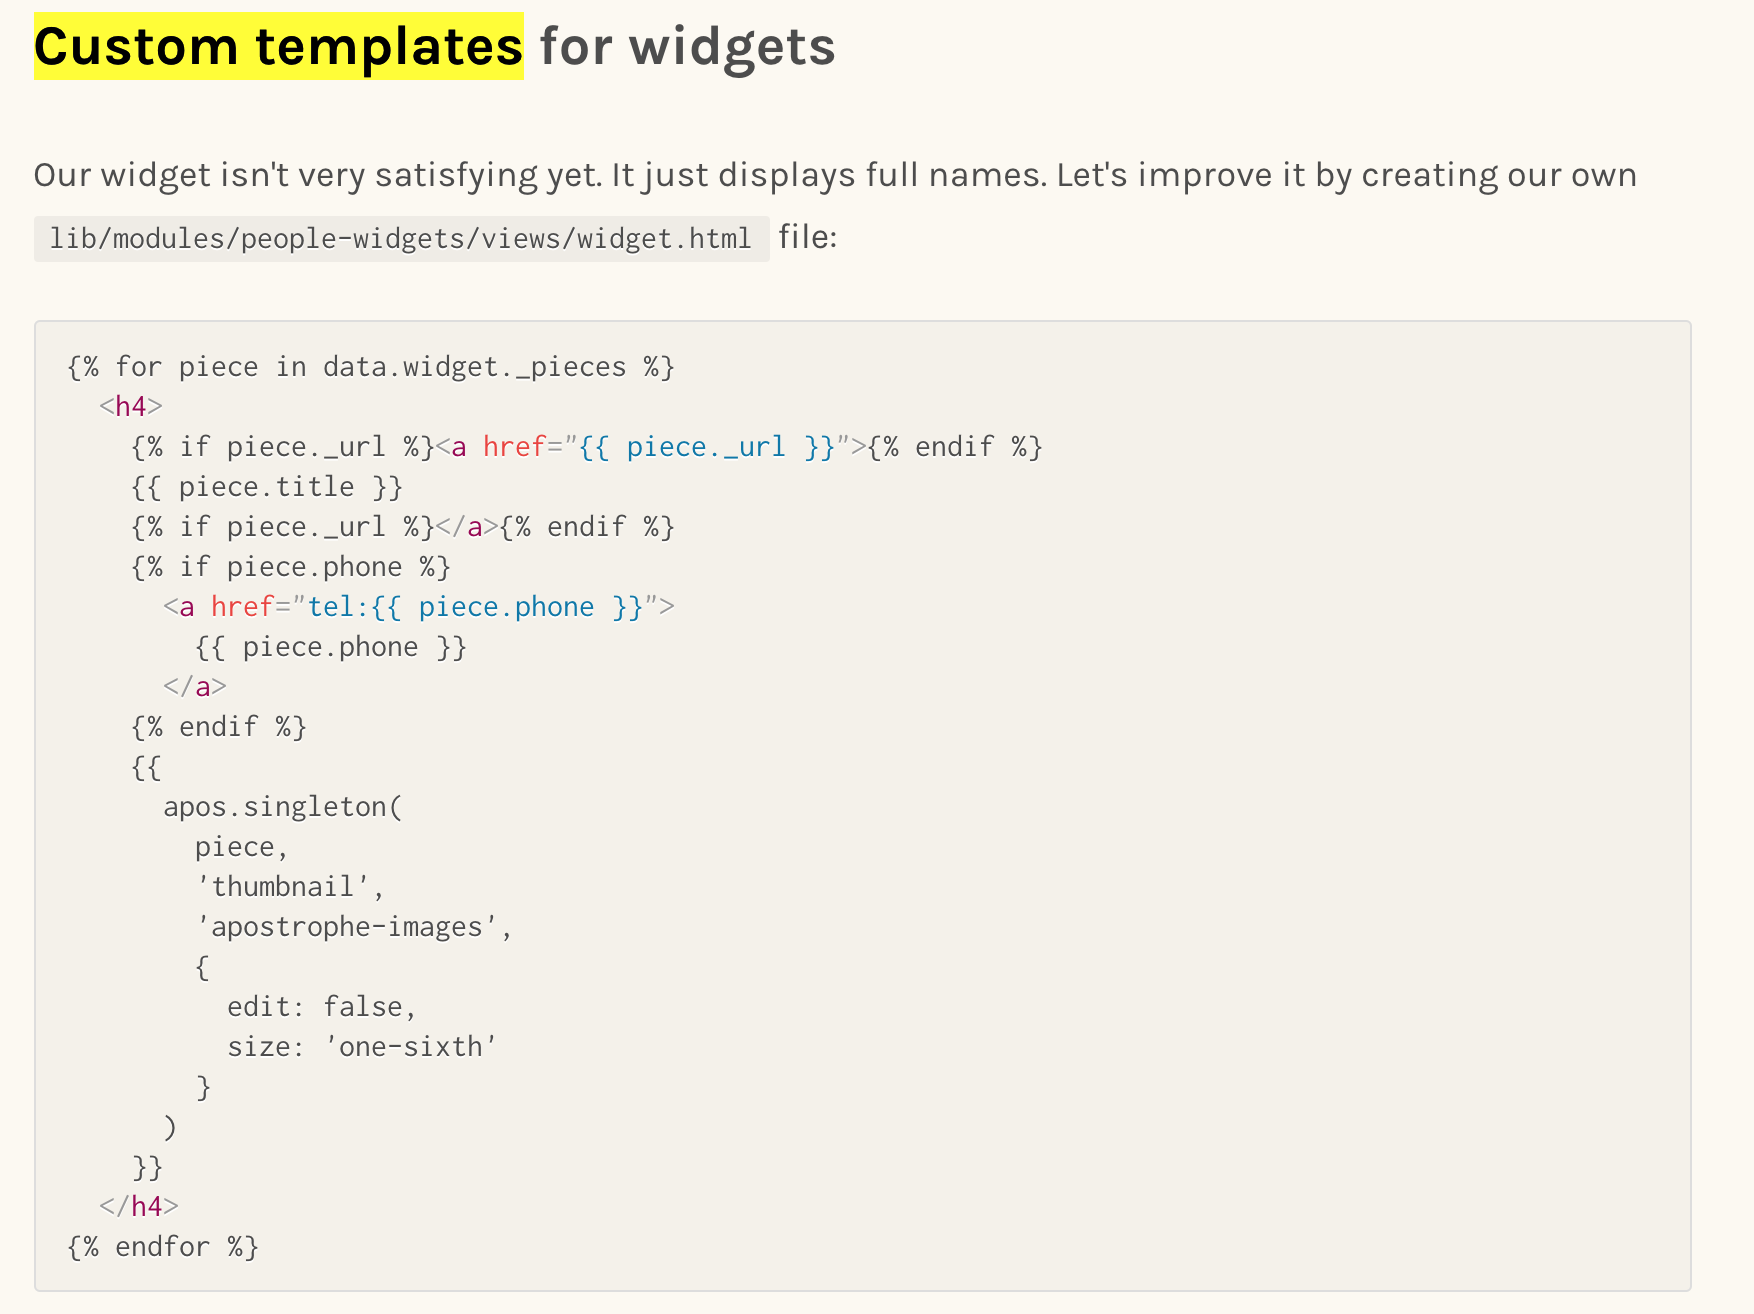 Custom templates for widgets
Our widget isn't very satisfying yet. It just displays full names. Let's improve it by creating our own
lib/modules/people-widgets/views/widget.html file:
{% for piece in data.widget._pieces %}
  <h4>
    {% if piece._url %}<a href="{{ piece._url }}">{% endif %}
    {{ piece.title }}
    {% if piece._url %}</a>{% endif %}
    {% if piece.phone %}
      <a href="tel:{{ piece.phone }}">
        {{ piece.phone }}
      </a>
    {% endif %}
    {{
      apos.singleton(
        piece,
        'thumbnail',
        'apostrophe-images',
        {
          edit: false,
          size: 'one-sixth'
        }
      )
    }}
  </h4>
{% endfor %}